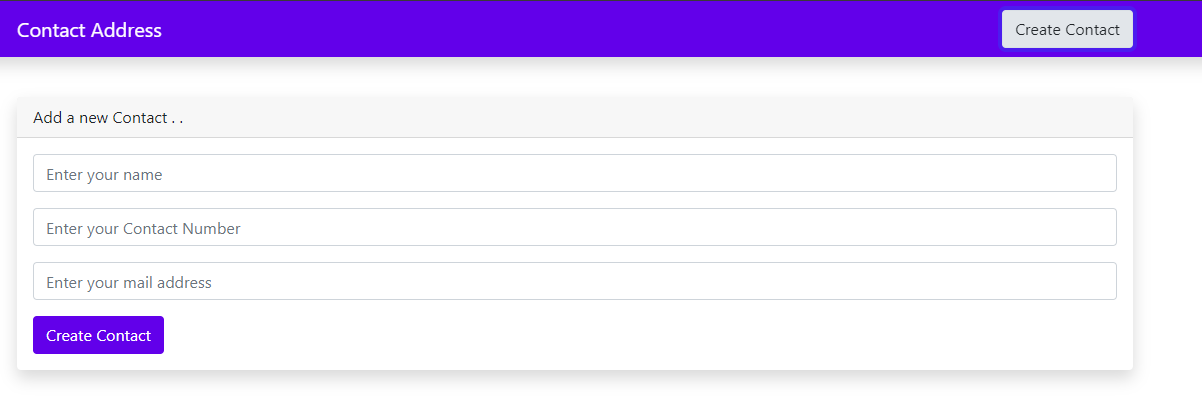 Contact Address
Create Contact
Add a new Contact . .
Enter your name
Enter your Contact Number
Enter your mail address
Create Contact